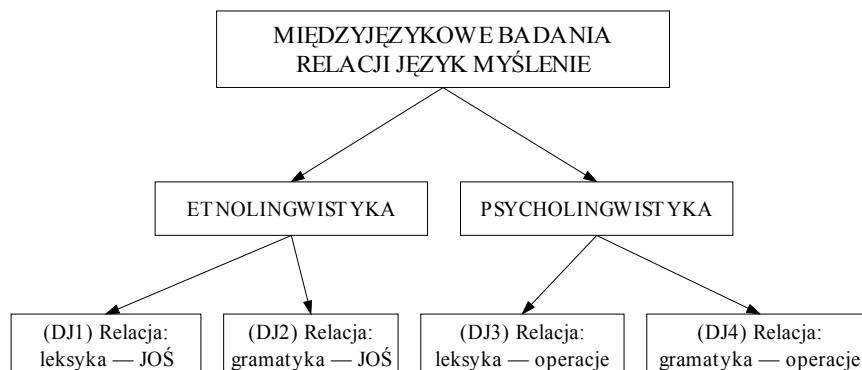 MIĘDZYJĘZYKOWE BADANIA
RELACJI JĘZYK MYŚLENIE
ETNOLINGWISTYKA
PSYCHOLINGWISTYKA
(DJ1) Relacja:
leksyka — JOŚ
(DJ2) Relacja:
gramatyka — JOŚ
(DJ3) Relacja:
leksyka — operacje
(DJ4) Relacja:
gramatyka — operacje